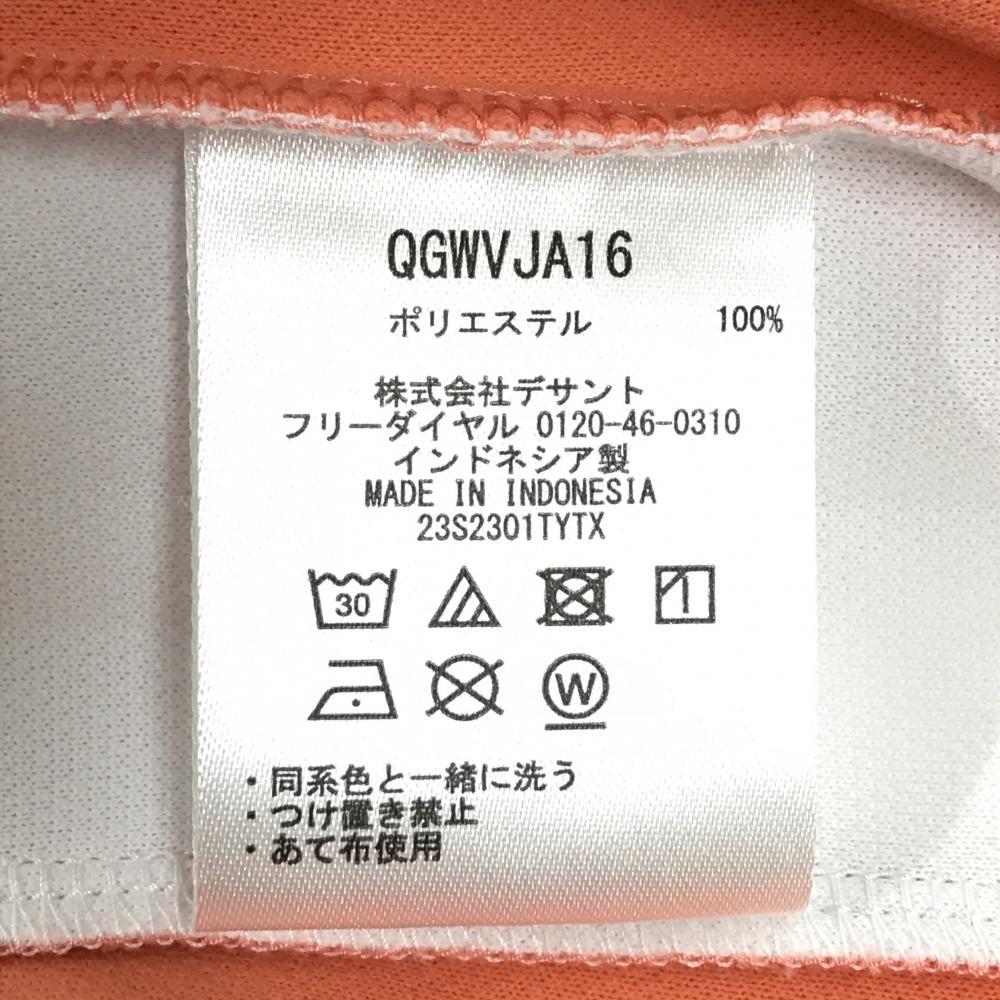 QGWVJA16
ポリエステル 100%
株式会社デサント
フリーダイヤル 0120-46-0310
インドネシア製
MADE IN INDONESIA
23S2301TYTX
30
W
・同系色と一緒に洗う
・つけ置き禁止
・あて布使用